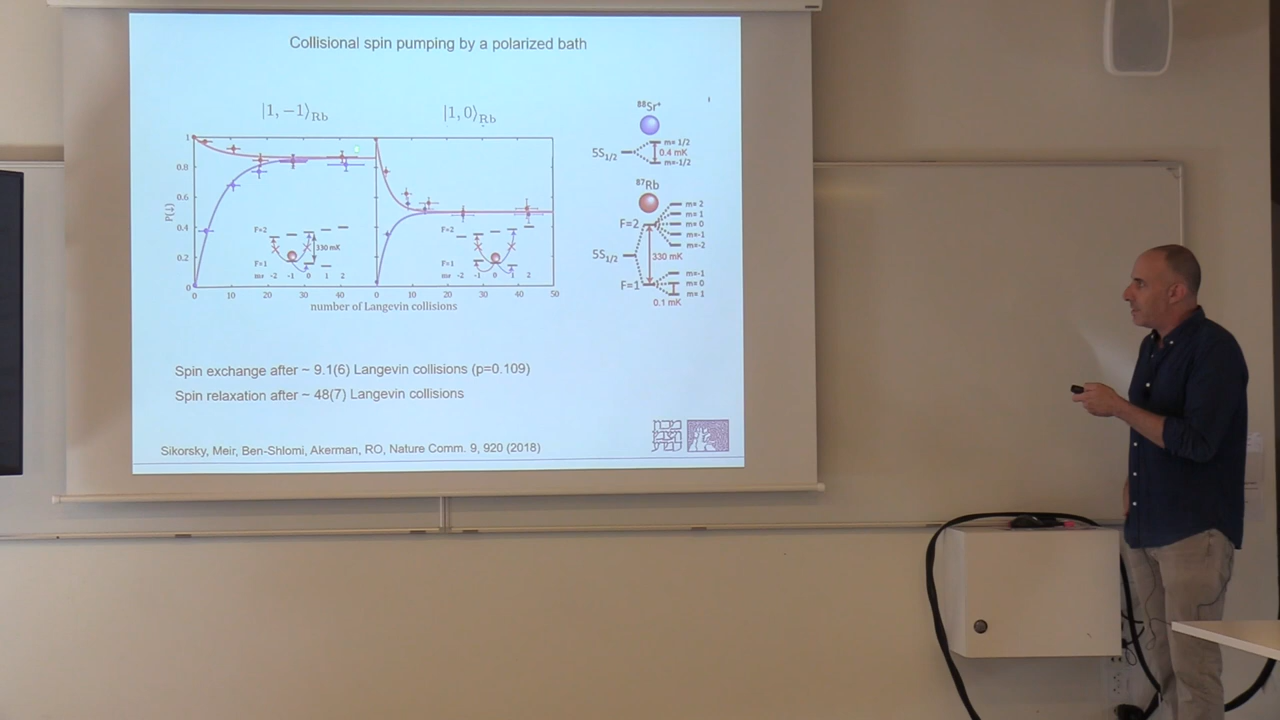 Collisional spin pumping by a polarized bath
|1, −1⟩Rb
|1, 0⟩Rb
P(↓)
1
0.8
0.6
0.4
0.2
0
F=2
330 mK
F=1
mF -2 -1 0 1 2
F=2
F=1
mF -2 -1 0 1 2
0 10 20 30 40 0 10 20 30 40 50
number of Langevin collisions
88Sr+
5S1/2
m= 1/2
0.4 mK
m=-1/2
87Rb
F=2
m= 2
m= 1
m= 0
m=-1
m=-2
5S1/2
330 mK
F=1
m=-1
m= 0
m= 1
0.1 mK
Spin exchange after ~ 9.1(6) Langevin collisions (p=0.109)
Spin relaxation after ~ 48(7) Langevin collisions
Sikorsky, Meir, Ben-Shlomi, Akerman, RO, Nature Comm. 9, 920 (2018)